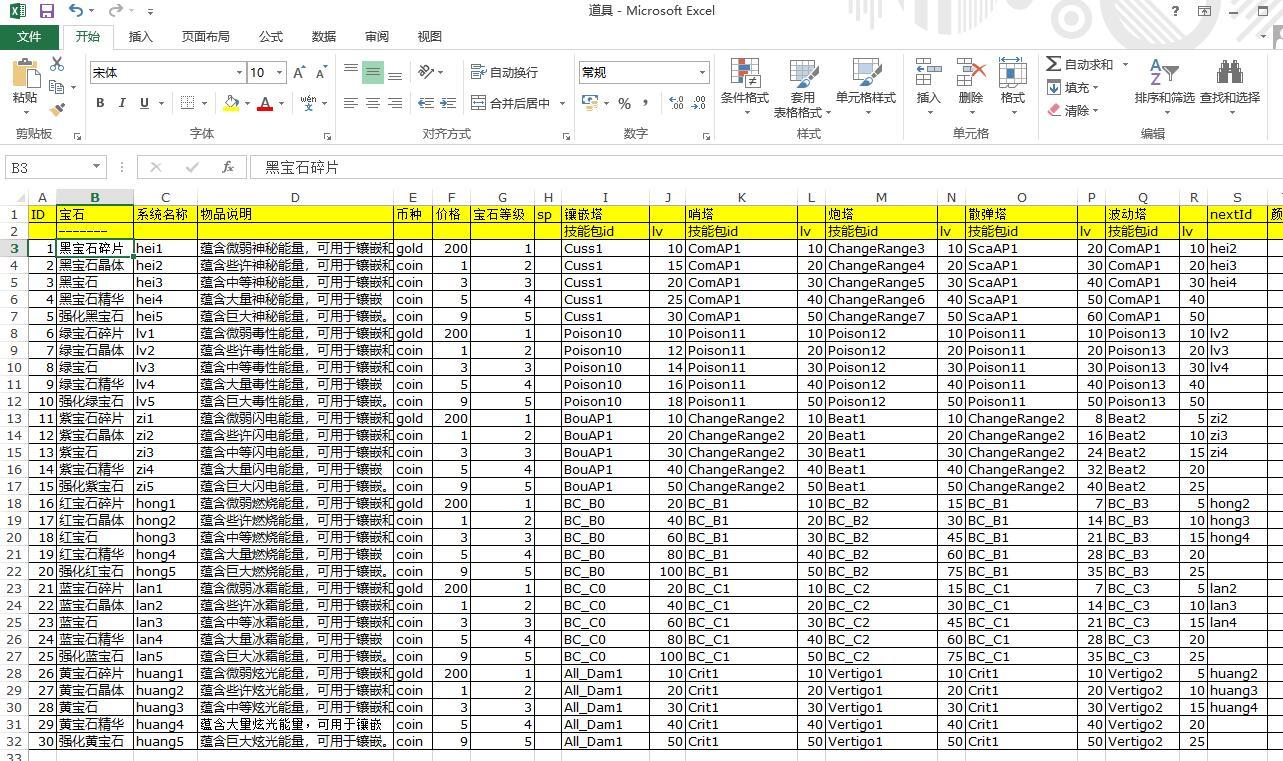 道具 - Microsoft Excel
文件 开始 插入 页面布局 公式 数据 审阅 视图
粘贴 宋体 10 自动换行 常规 条件格式 套用 表格格式 单元格样式 插入 删除 格式 自动求和 填充 清除 排序和筛选 查找和选择
B I U 合并后居中 %
剪贴板 字体 对齐方式 数字 样式 单元格 编辑
B3 fx 黑宝石碎片
A B C D E F G H I J K L M N O P Q R S
1 ID 宝石 系统名称 物品说明 币种 价格 宝石等级 sp 镶嵌塔 哨塔 炮塔 散弹塔 波动塔 nextId 颜
2 ------- 技能包id lv 技能包id lv 技能包id lv 技能包id lv 技能包id lv
3 1 黑宝石碎片 hei1 蕴含微弱神秘能量，可用于镶嵌和 gold 200 1 Cuss1 10 ComAP1 10 ChangeRange3 10 ScaAP1 20 ComAP1 10 hei2
4 2 黑宝石晶体 hei2 蕴含些许神秘能量，可用于镶嵌和 coin 1 2 Cuss1 15 ComAP1 20 ChangeRange4 20 ScaAP1 30 ComAP1 20 hei3
5 3 黑宝石 hei3 蕴含中等神秘能量，可用于镶嵌和 coin 3 3 Cuss1 20 ComAP1 30 ChangeRange5 30 ScaAP1 40 ComAP1 30 hei4
6 4 黑宝石精华 hei4 蕴含大量神秘能量，可用于镶嵌 coin 5 4 Cuss1 25 ComAP1 40 ChangeRange6 40 ScaAP1 50 ComAP1 40
7 5 强化黑宝石 hei5 蕴含巨大神秘能量，可用于镶嵌。 coin 9 5 Cuss1 30 ComAP1 50 ChangeRange7 50 ScaAP1 60 ComAP1 50
8 6 绿宝石碎片 lv1 蕴含微弱毒性能量，可用于镶嵌和 gold 200 1 Poison10 10 Poison11 10 Poison12 10 Poison11 10 Poison13 10 lv2
9 7 绿宝石晶体 lv2 蕴含些许毒性能量，可用于镶嵌和 coin 1 2 Poison10 12 Poison11 20 Poison12 20 Poison11 20 Poison13 20 lv3
10 8 绿宝石 lv3 蕴含中等毒性能量，可用于镶嵌和 coin 3 3 Poison10 14 Poison11 30 Poison12 30 Poison11 30 Poison13 30 lv4
11 9 绿宝石精华 lv4 蕴含大量毒性能量，可用于镶嵌 coin 5 4 Poison10 16 Poison11 40 Poison12 40 Poison11 40 Poison13 40
12 10 强化绿宝石 lv5 蕴含巨大毒性能量，可用于镶嵌。 coin 9 5 Poison10 18 Poison11 50 Poison12 50 Poison11 50 Poison13 50
13 11 紫宝石碎片 zi1 蕴含微弱闪电能量，可用于镶嵌和 gold 200 1 BouAP1 10 ChangeRange2 10 Beat1 10 ChangeRange2 8 Beat2 5 zi2
14 12 紫宝石晶体 zi2 蕴含些许闪电能量，可用于镶嵌和 coin 1 2 BouAP1 20 ChangeRange2 20 Beat1 20 ChangeRange2 16 Beat2 10 zi3
15 13 紫宝石 zi3 蕴含中等闪电能量，可用于镶嵌和 coin 3 3 BouAP1 30 ChangeRange2 30 Beat1 30 ChangeRange2 24 Beat2 15 zi4
16 14 紫宝石精华 zi4 蕴含大量闪电能量，可用于镶嵌 coin 5 4 BouAP1 40 ChangeRange2 40 Beat1 40 ChangeRange2 32 Beat2 20
17 15 强化紫宝石 zi5 蕴含巨大闪电能量，可用于镶嵌。 coin 9 5 BouAP1 50 ChangeRange2 50 Beat1 50 ChangeRange2 40 Beat2 25
18 16 红宝石碎片 hong1 蕴含微弱燃烧能量，可用于镶嵌和 gold 200 1 BC_B0 20 BC_B1 10 BC_B2 15 BC_B1 7 BC_B3 5 hong2
19 17 红宝石晶体 hong2 蕴含些许燃烧能量，可用于镶嵌和 coin 1 2 BC_B0 40 BC_B1 20 BC_B2 30 BC_B1 14 BC_B3 10 hong3
20 18 红宝石 hong3 蕴含中等燃烧能量，可用于镶嵌和 coin 3 3 BC_B0 60 BC_B1 30 BC_B2 45 BC_B1 21 BC_B3 15 hong4
21 19 红宝石精华 hong4 蕴含大量燃烧能量，可用于镶嵌 coin 5 4 BC_B0 80 BC_B1 40 BC_B2 60 BC_B1 28 BC_B3 20
22 20 强化红宝石 hong5 蕴含巨大燃烧能量，可用于镶嵌。 coin 9 5 BC_B0 100 BC_B1 50 BC_B2 75 BC_B1 35 BC_B3 25
23 21 蓝宝石碎片 lan1 蕴含微弱冰霜能量，可用于镶嵌和 gold 200 1 BC_C0 20 BC_C1 10 BC_C2 15 BC_C1 7 BC_C3 5 lan2
24 22 蓝宝石晶体 lan2 蕴含些许冰霜能量，可用于镶嵌和 coin 1 2 BC_C0 40 BC_C1 20 BC_C2 30 BC_C1 14 BC_C3 10 lan3
25 23 蓝宝石 lan3 蕴含中等冰霜能量，可用于镶嵌和 coin 3 3 BC_C0 60 BC_C1 30 BC_C2 45 BC_C1 21 BC_C3 15 lan4
26 24 蓝宝石精华 lan4 蕴含大量冰霜能量，可用于镶嵌 coin 5 4 BC_C0 80 BC_C1 40 BC_C2 60 BC_C1 28 BC_C3 20
27 25 强化蓝宝石 lan5 蕴含巨大冰霜能量，可用于镶嵌。 coin 9 5 BC_C0 100 BC_C1 50 BC_C2 75 BC_C1 35 BC_C3 25
28 26 黄宝石碎片 huang1 蕴含微弱炫光能量，可用于镶嵌和 gold 200 1 All_Dam1 10 Crit1 10 Vertigo1 10 Crit1 10 Vertigo2 5 huang2
29 27 黄宝石晶体 huang2 蕴含些许炫光能量，可用于镶嵌和 coin 1 2 All_Dam1 20 Crit1 20 Vertigo1 20 Crit1 20 Vertigo2 10 huang3
30 28 黄宝石 huang3 蕴含中等炫光能量，可用于镶嵌和 coin 3 3 All_Dam1 30 Crit1 30 Vertigo1 30 Crit1 30 Vertigo2 15 huang4
31 29 黄宝石精华 huang4 蕴含大量炫光能量，可用于镶嵌 coin 5 4 All_Dam1 40 Crit1 40 Vertigo1 40 Crit1 40 Vertigo2 20
32 30 强化黄宝石 huang5 蕴含巨大炫光能量，可用于镶嵌。 coin 9 5 All_Dam1 50 Crit1 50 Vertigo1 50 Crit1 50 Vertigo2 25
33